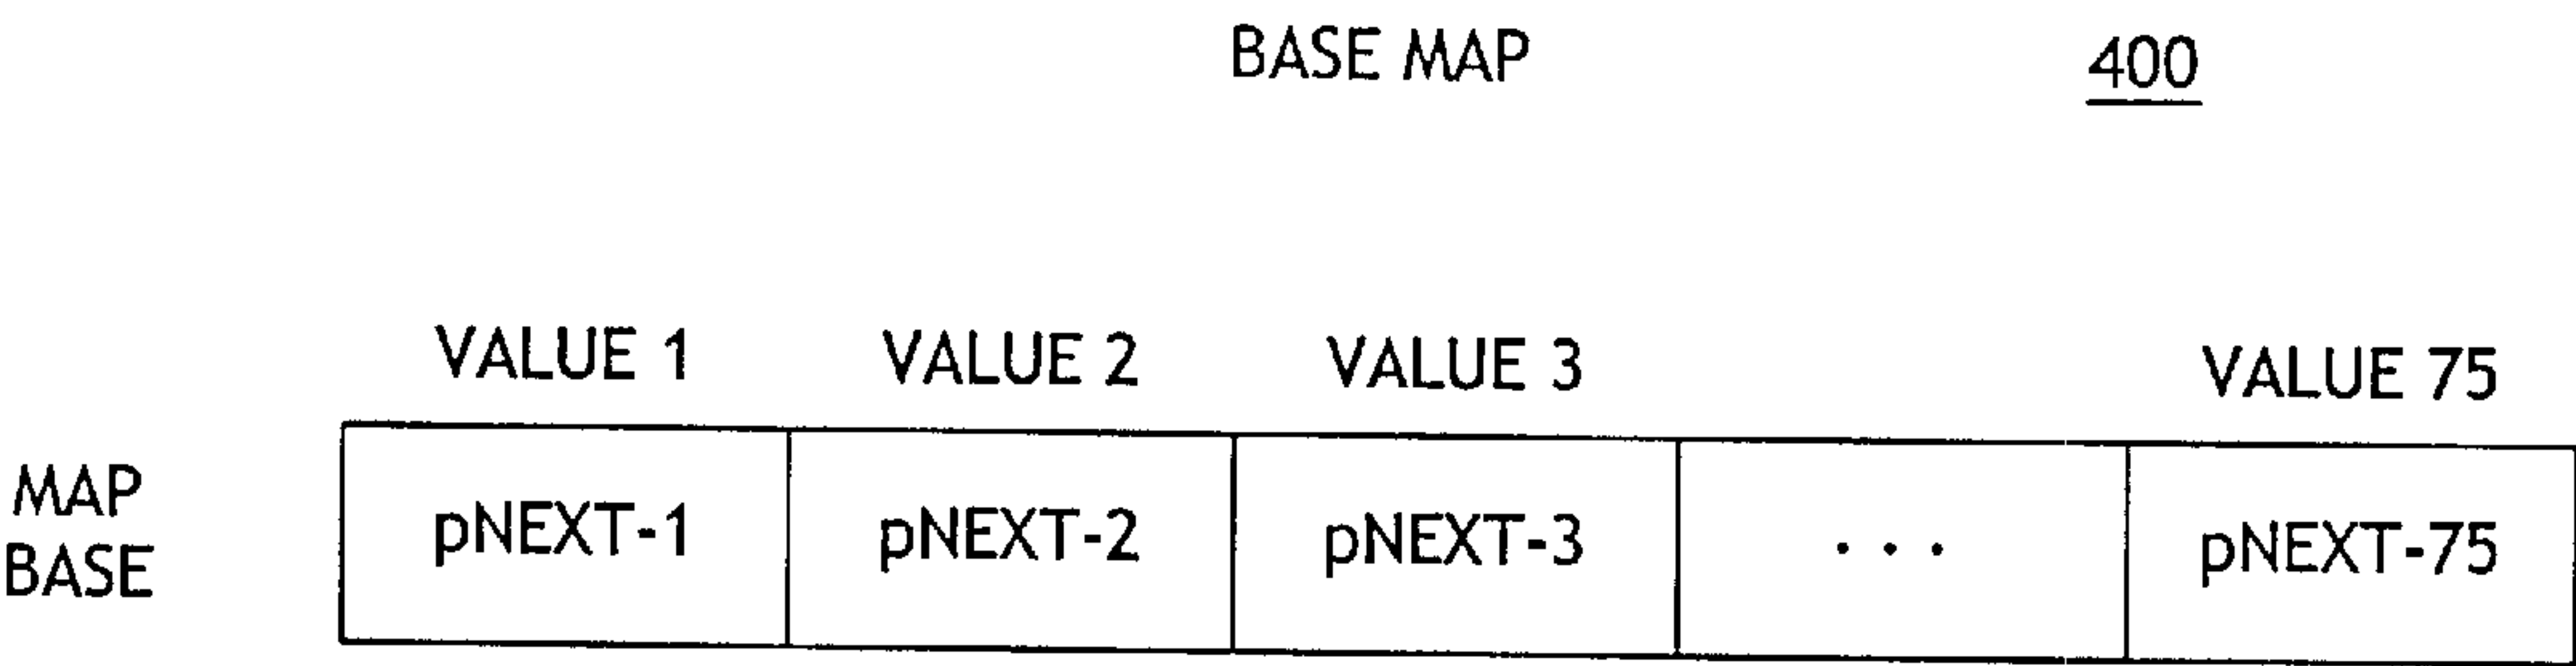 BASE MAP 400
VALUE 1 VALUE 2 VALUE 3 VALUE 75
MAP
BASE
pNEXT-1 pNEXT-2 pNEXT-3 . . . pNEXT-75